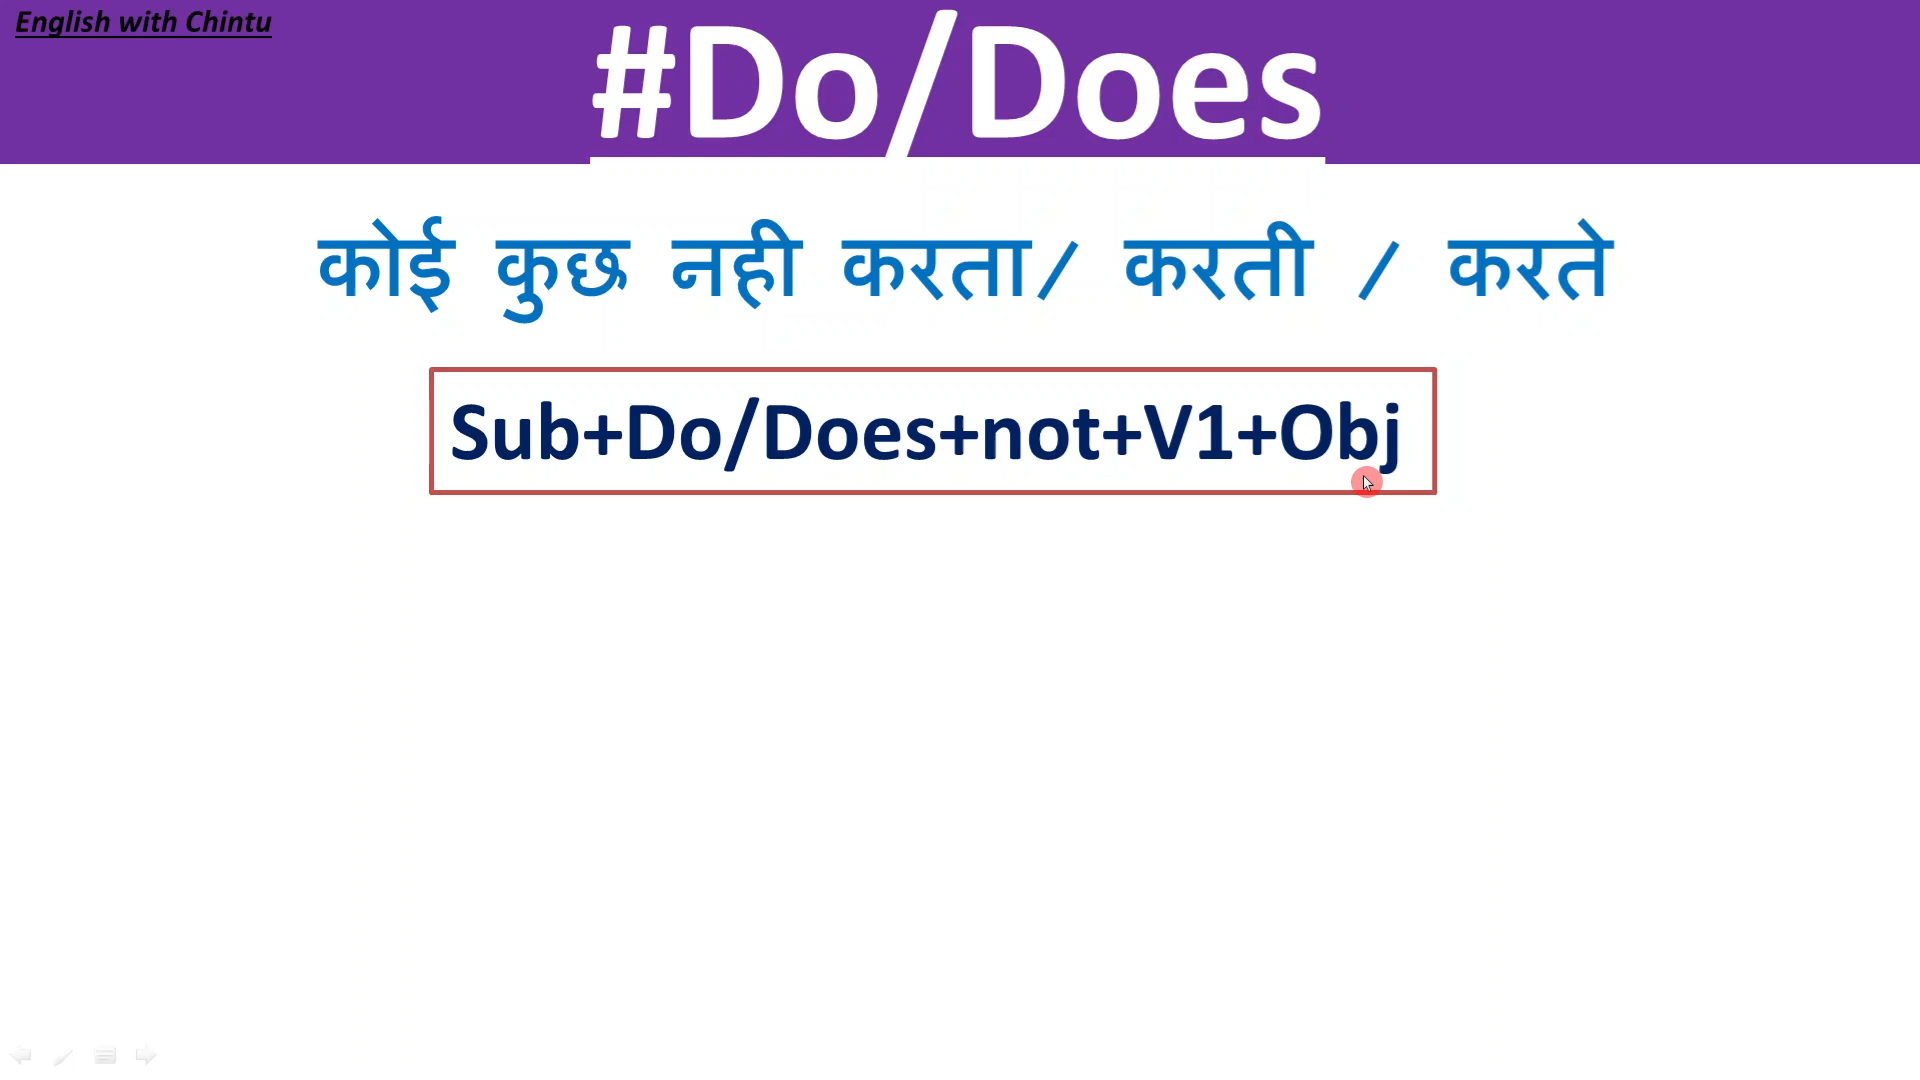 English with Chintu
#Do/Does
कोई कुछ नही करता/ करती / करते
Sub+Do/Does+not+V1+Obj